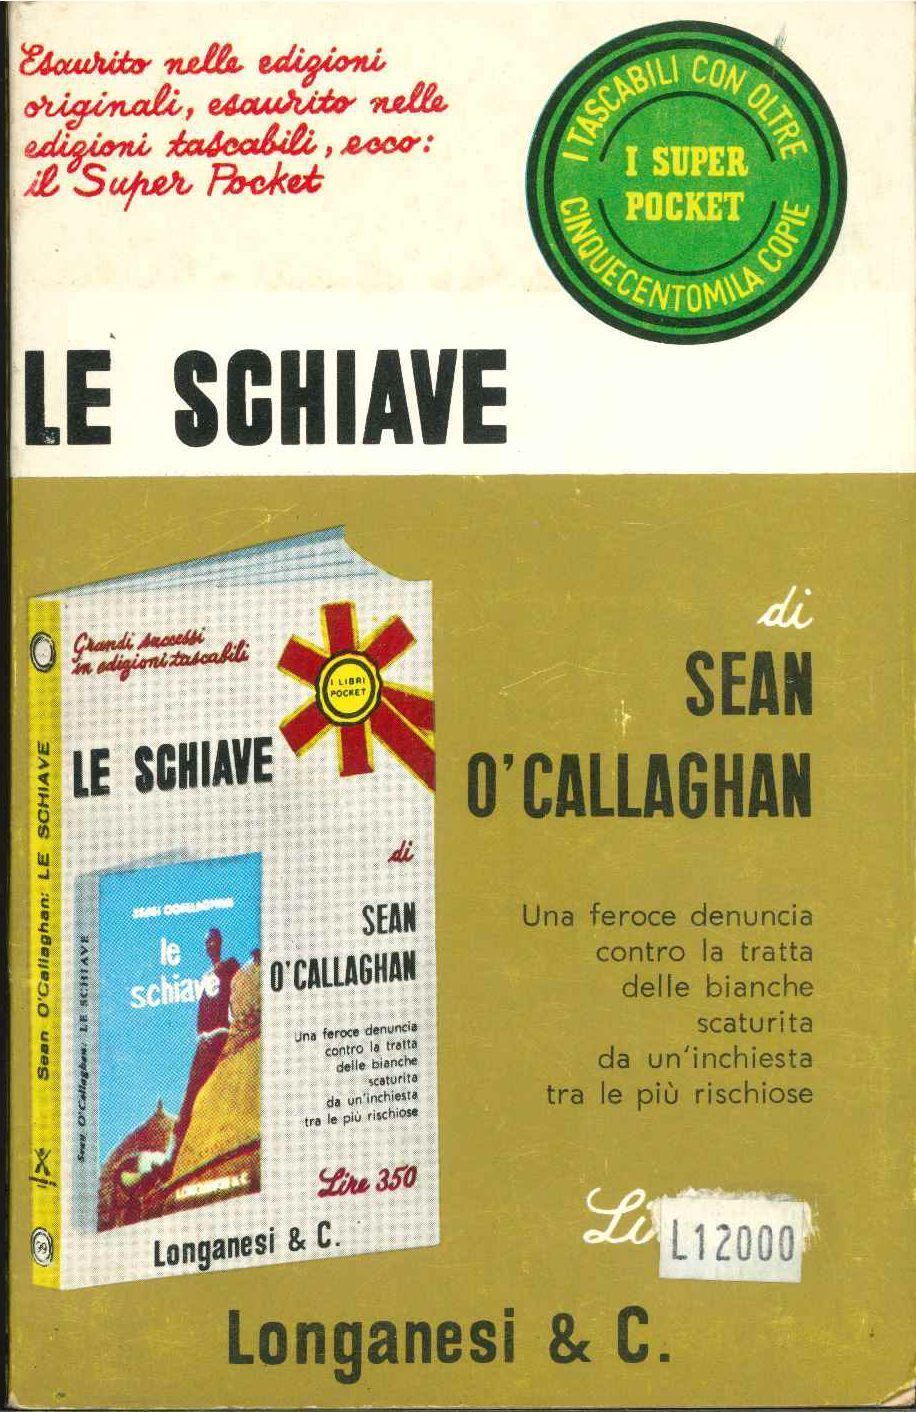 Esaurito nelle edizioni
originali, esaurito nelle
edizioni tascabili, ecco:
il Super Pocket
I TASCABILI CON OLTRE
I SUPER
POCKET
CINQUECENTOMILA COPIE
LE SCHIAVE
di
SEAN
O'CALLAGHAN
Una feroce denuncia
contro la tratta
delle bianche
scaturita
da un'inchiesta
tra le più rischiose
Li
L12000
Longanesi & C.
Sean O'Callaghan: LE SCHIAVE
99
Grandi successi
in edizioni tascabili
I LIBRI
POCKET
LE SCHIAVE
di
SEAN
O'CALLAGHAN
Una feroce denuncia
contro la tratta
delle bianche
scaturita
da un'inchiesta
tra le più rischiose
Lire 350
Longanesi & C.
Sean O'Callaghan: LE SCHIAVE
le
schiave